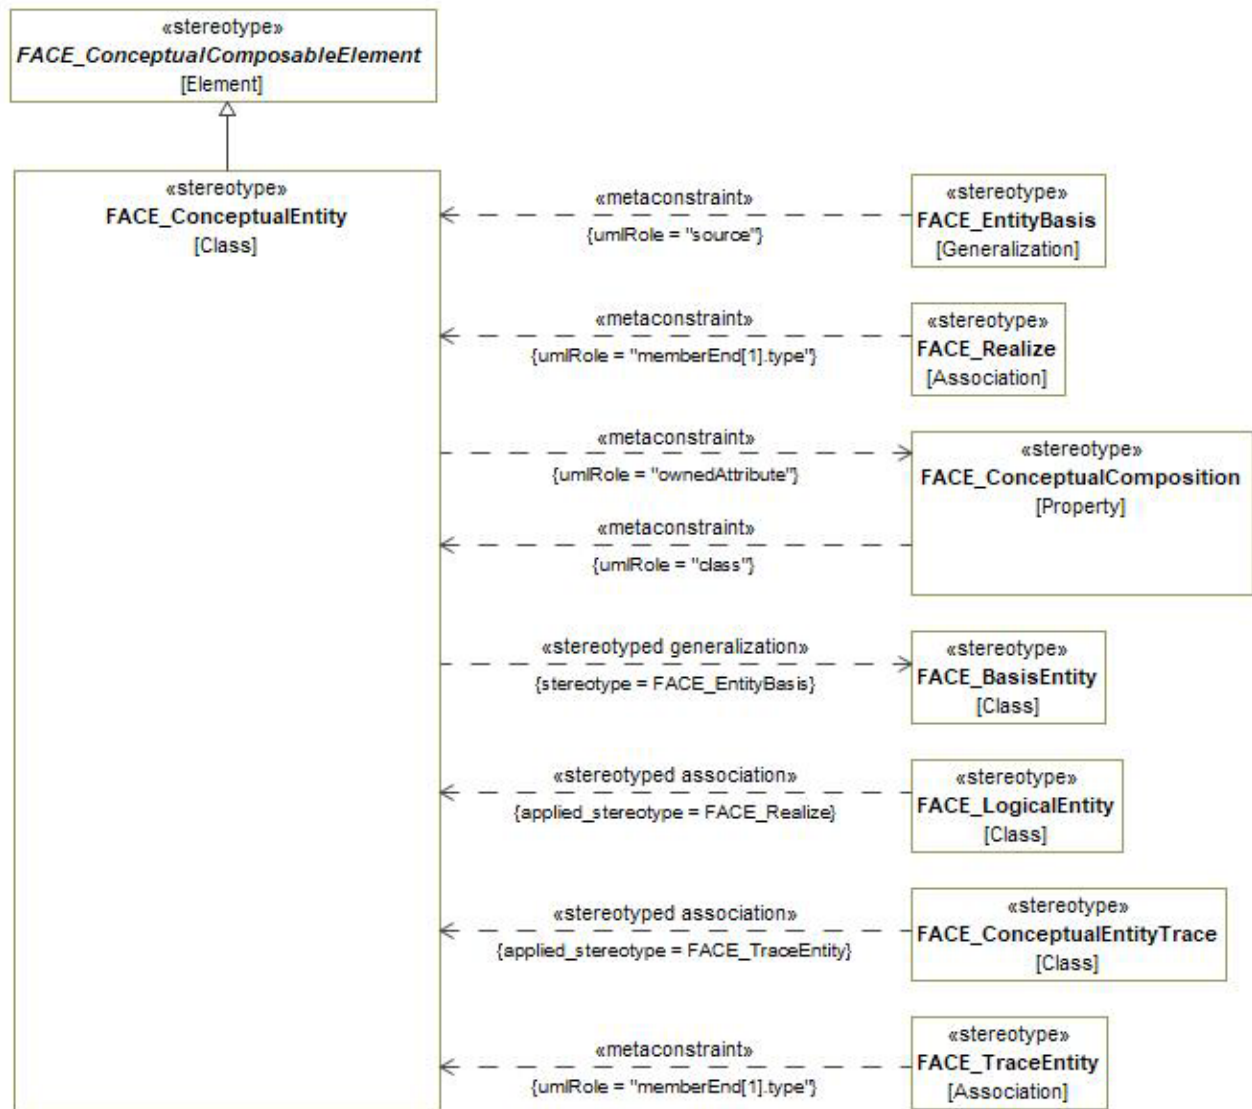 «stereotype»
FACE_ConceptualComposableElement
[Element]
«stereotype»
FACE_ConceptualEntity
[Class]
«metaconstraint»
{umlRole = "source"}
«stereotype»
FACE_EntityBasis
[Generalization]
«metaconstraint»
{umlRole = "memberEnd[1].type"}
«stereotype»
FACE_Realize
[Association]
«metaconstraint»
{umlRole = "ownedAttribute"}
«stereotype»
FACE_ConceptualComposition
[Property]
«metaconstraint»
{umlRole = "class"}
«stereotyped generalization»
{stereotype = FACE_EntityBasis}
«stereotype»
FACE_BasisEntity
[Class]
«stereotyped association»
{applied_stereotype = FACE_Realize}
«stereotype»
FACE_LogicalEntity
[Class]
«stereotyped association»
{applied_stereotype = FACE_TraceEntity}
«stereotype»
FACE_ConceptualEntityTrace
[Class]
«metaconstraint»
{umlRole = "memberEnd[1].type"}
«stereotype»
FACE_TraceEntity
[Association]